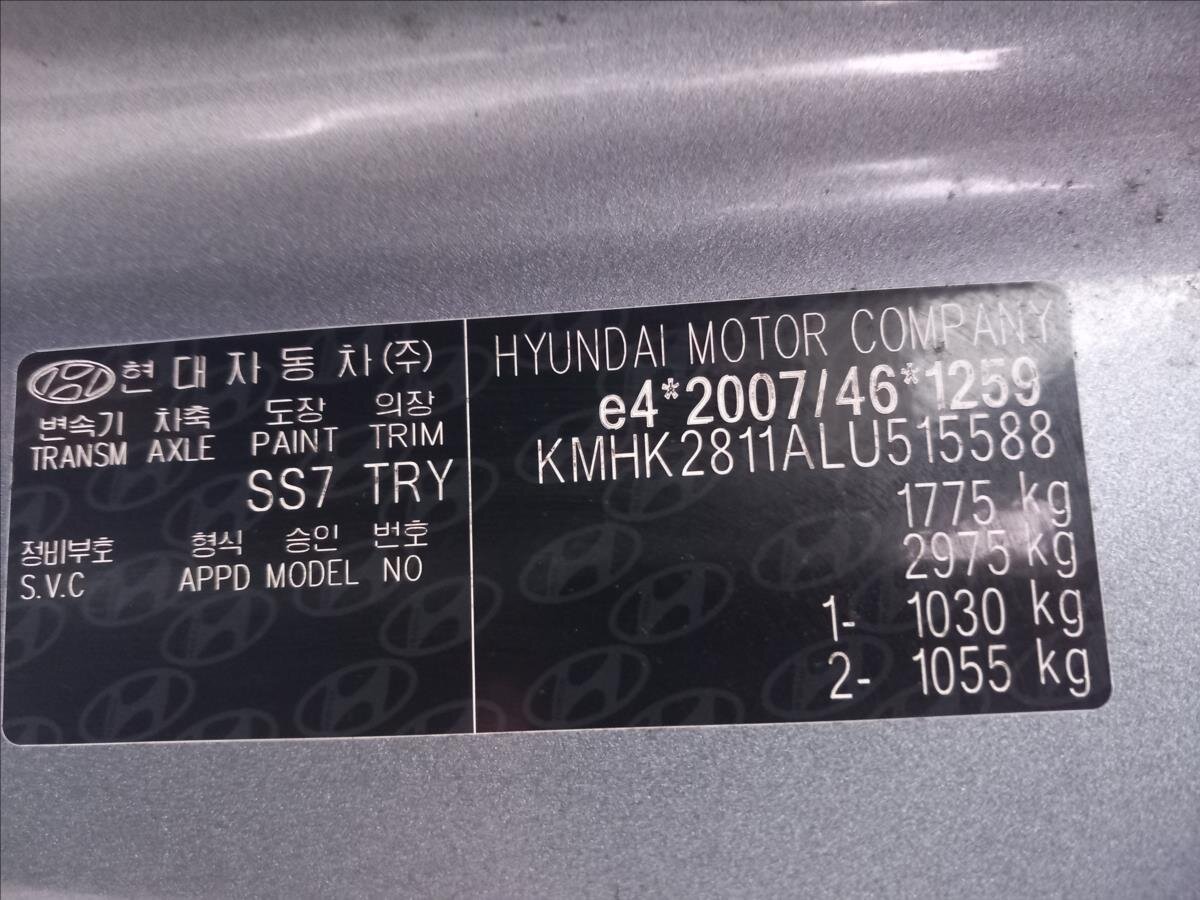 현대자동차(주)
변속기 차축 도장 의장
TRANSM AXLE PAINT TRIM
SS7 TRY
정비부호 형식 승인 번호
S.V.C APPD MODEL NO
HYUNDAI MOTOR COMPANY
e4*2007/46*1259
KMHK2811ALU515588
1775 kg
2975 kg
1- 1030 kg
2- 1055 kg